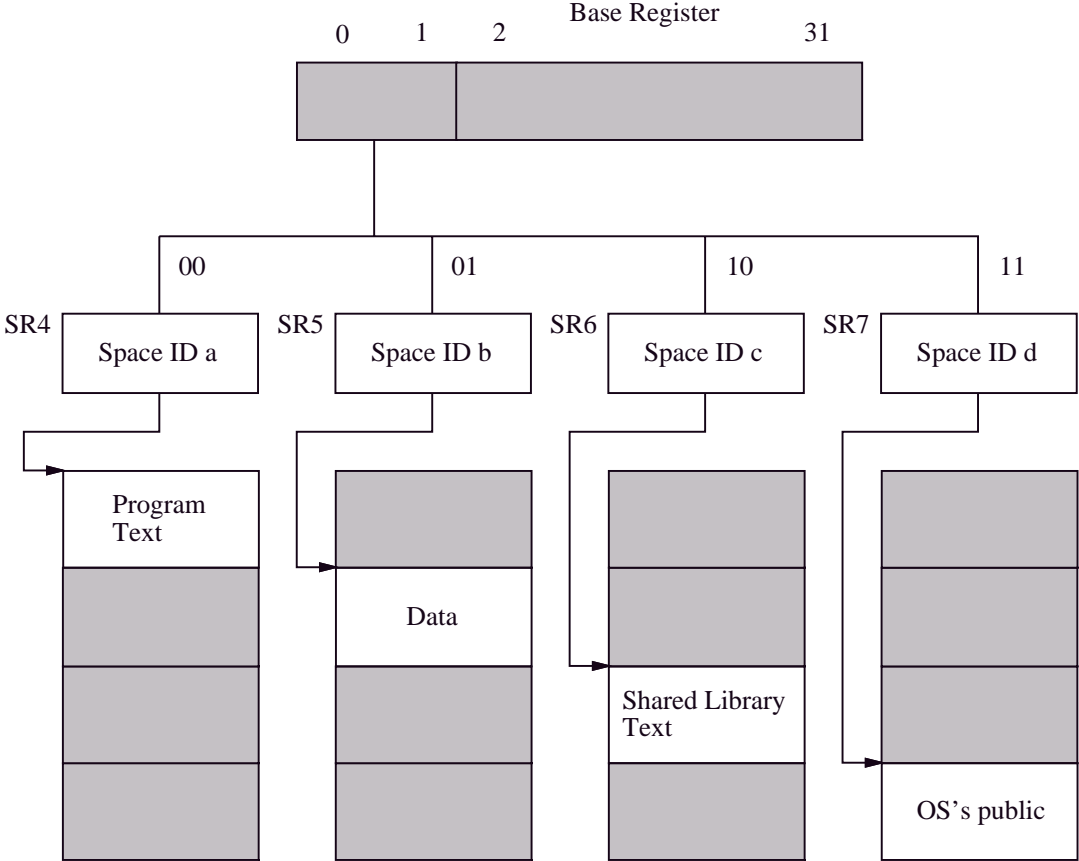 Base Register
0 1 2 31
00 01 10 11
SR4 SR5 SR6 SR7
Space ID a Space ID b Space ID c Space ID d
Program
Text
Data
Shared Library
Text
OS's public